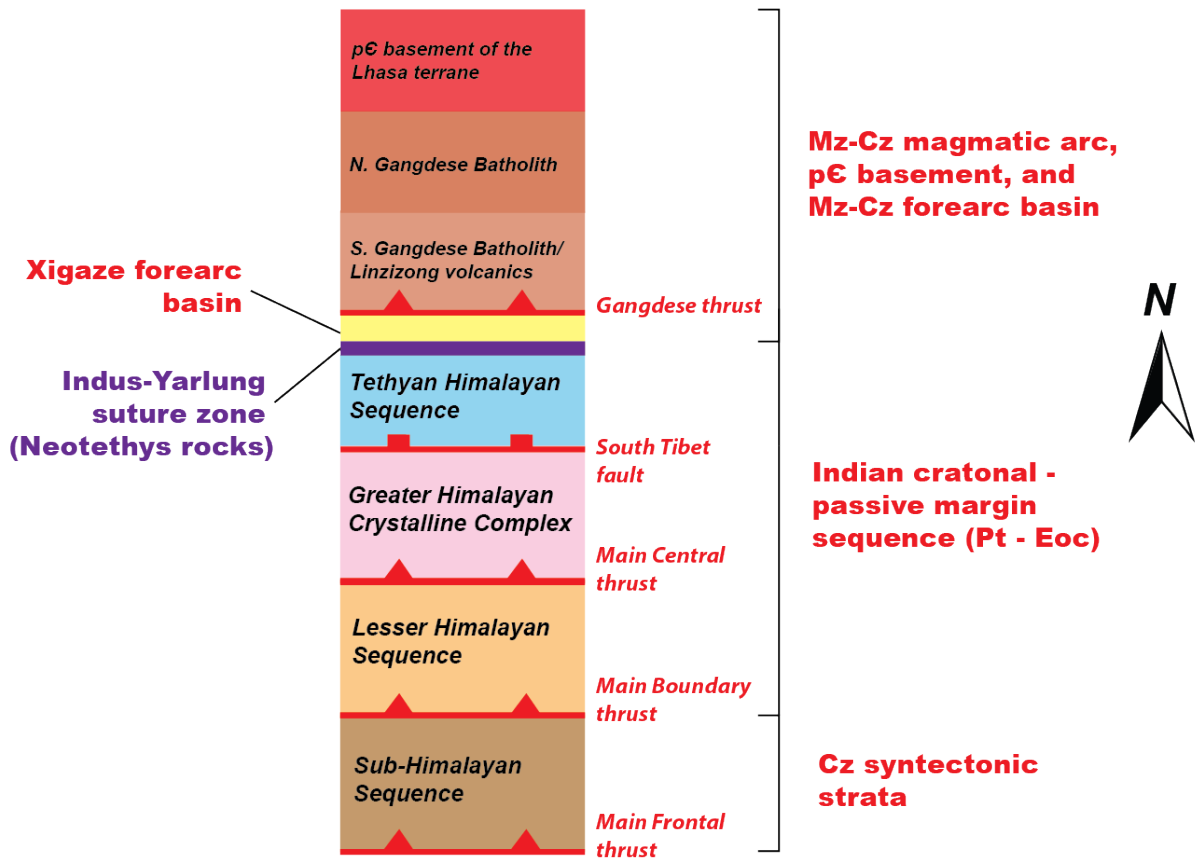 pЄ basement of the
Lhasa terrane
N. Gangdese Batholith
S. Gangdese Batholith/
Linzizong volcanics
Xigaze forearc
basin
Indus-Yarlung
suture zone
(Neotethys rocks)
Tethyan Himalayan
Sequence
Greater Himalayan
Crystalline Complex
Lesser Himalayan
Sequence
Sub-Himalayan
Sequence
Gangdese thrust
South Tibet
fault
Main Central
thrust
Main Boundary
thrust
Main Frontal
thrust
Mz-Cz magmatic arc,
pЄ basement, and
Mz-Cz forearc basin
Indian cratonal -
passive margin
sequence (Pt - Eoc)
Cz syntectonic
strata
N